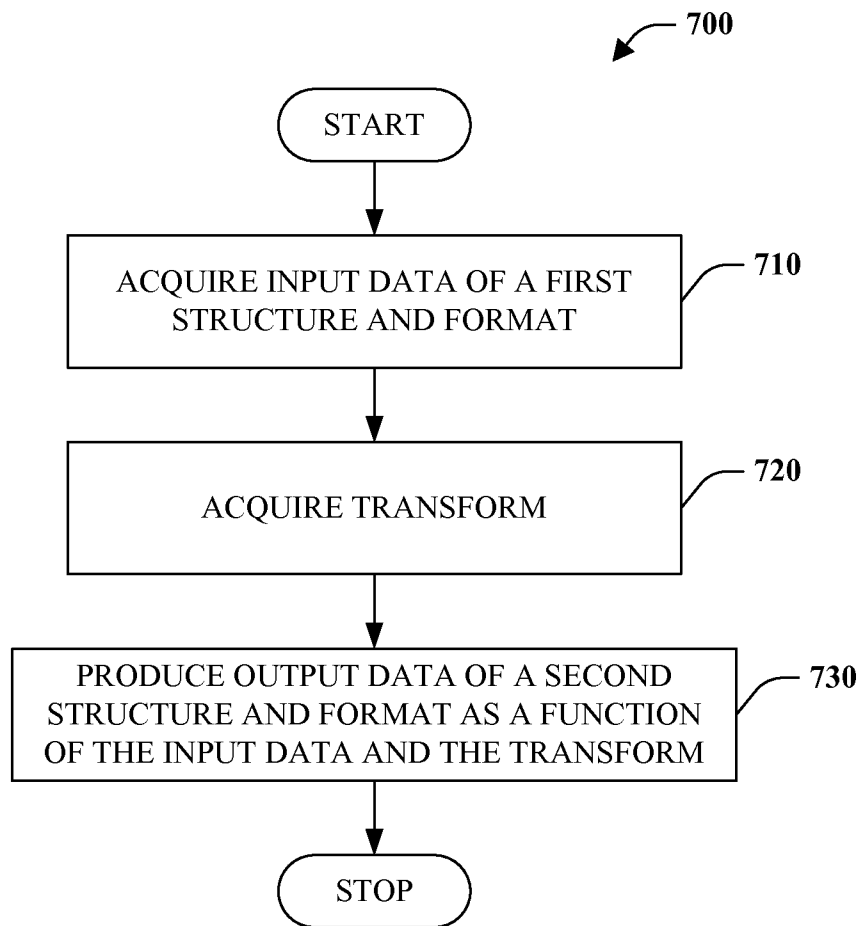 700
START
ACQUIRE INPUT DATA OF A FIRST
STRUCTURE AND FORMAT
710
ACQUIRE TRANSFORM
720
PRODUCE OUTPUT DATA OF A SECOND
STRUCTURE AND FORMAT AS A FUNCTION
OF THE INPUT DATA AND THE TRANSFORM
730
STOP